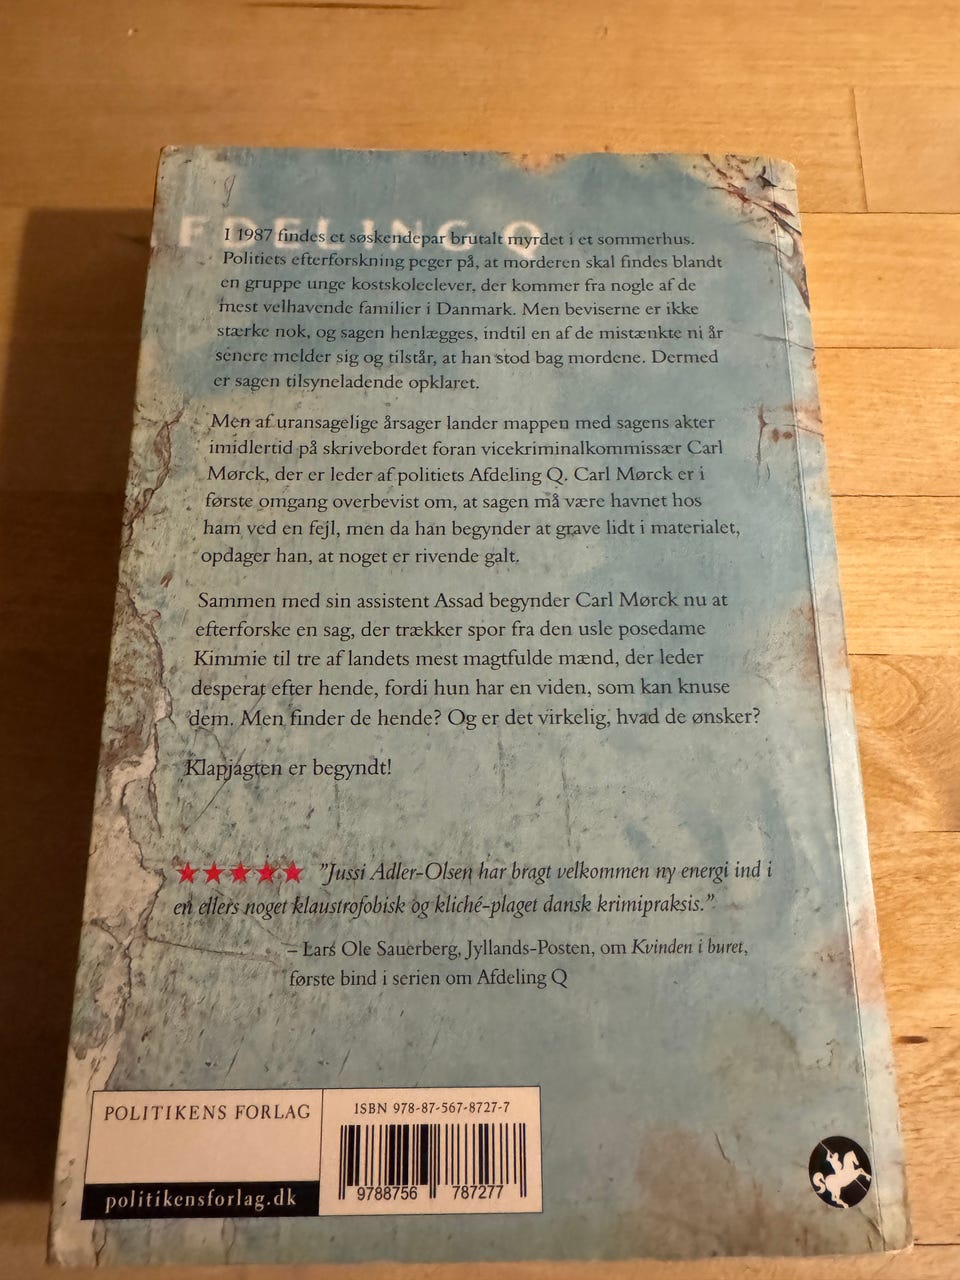 FDELING Q
I 1987 findes et søskendepar brutalt myrdet i et sommerhus.
Politiets efterforskning peger på, at morderen skal findes blandt
en gruppe unge kostskoleelever, der kommer fra nogle af de
mest velhavende familier i Danmark. Men beviserne er ikke
stærke nok, og sagen henlægges, indtil en af de mistænkte ni år
senere melder sig og tilstår, at han stod bag mordene. Dermed
er sagen tilsyneladende opklaret.
Men af uransagelige årsager lander mappen med sagens akter
imidlertid på skrivebordet foran vicekriminalkommissær Carl
Mørck, der er leder af politiets Afdeling Q. Carl Mørck er i
første omgang overbevist om, at sagen må være havnet hos
ham ved en fejl, men da han begynder at grave lidt i materialet,
opdager han, at noget er rivende galt.
Sammen med sin assistent Assad begynder Carl Mørck nu at
efterforske en sag, der trækker spor fra den usle posedame
Kimmie til tre af landets mest magtfulde mænd, der leder
desperat efter hende, fordi hun har en viden, som kan knuse
dem. Men finder de hende? Og er det virkelig, hvad de ønsker?
Klapjagten er begyndt!
"Jussi Adler-Olsen har bragt velkommen ny energi ind i
en ellers noget klaustrofobisk og kliché-plaget dansk krimipraksis."
– Lars Ole Sauerberg, Jyllands-Posten, om Kvinden i buret,
første bind i serien om Afdeling Q
POLITIKENS FORLAG
politikensforlag.dk
ISBN 978-87-567-8727-7
9788756 787277